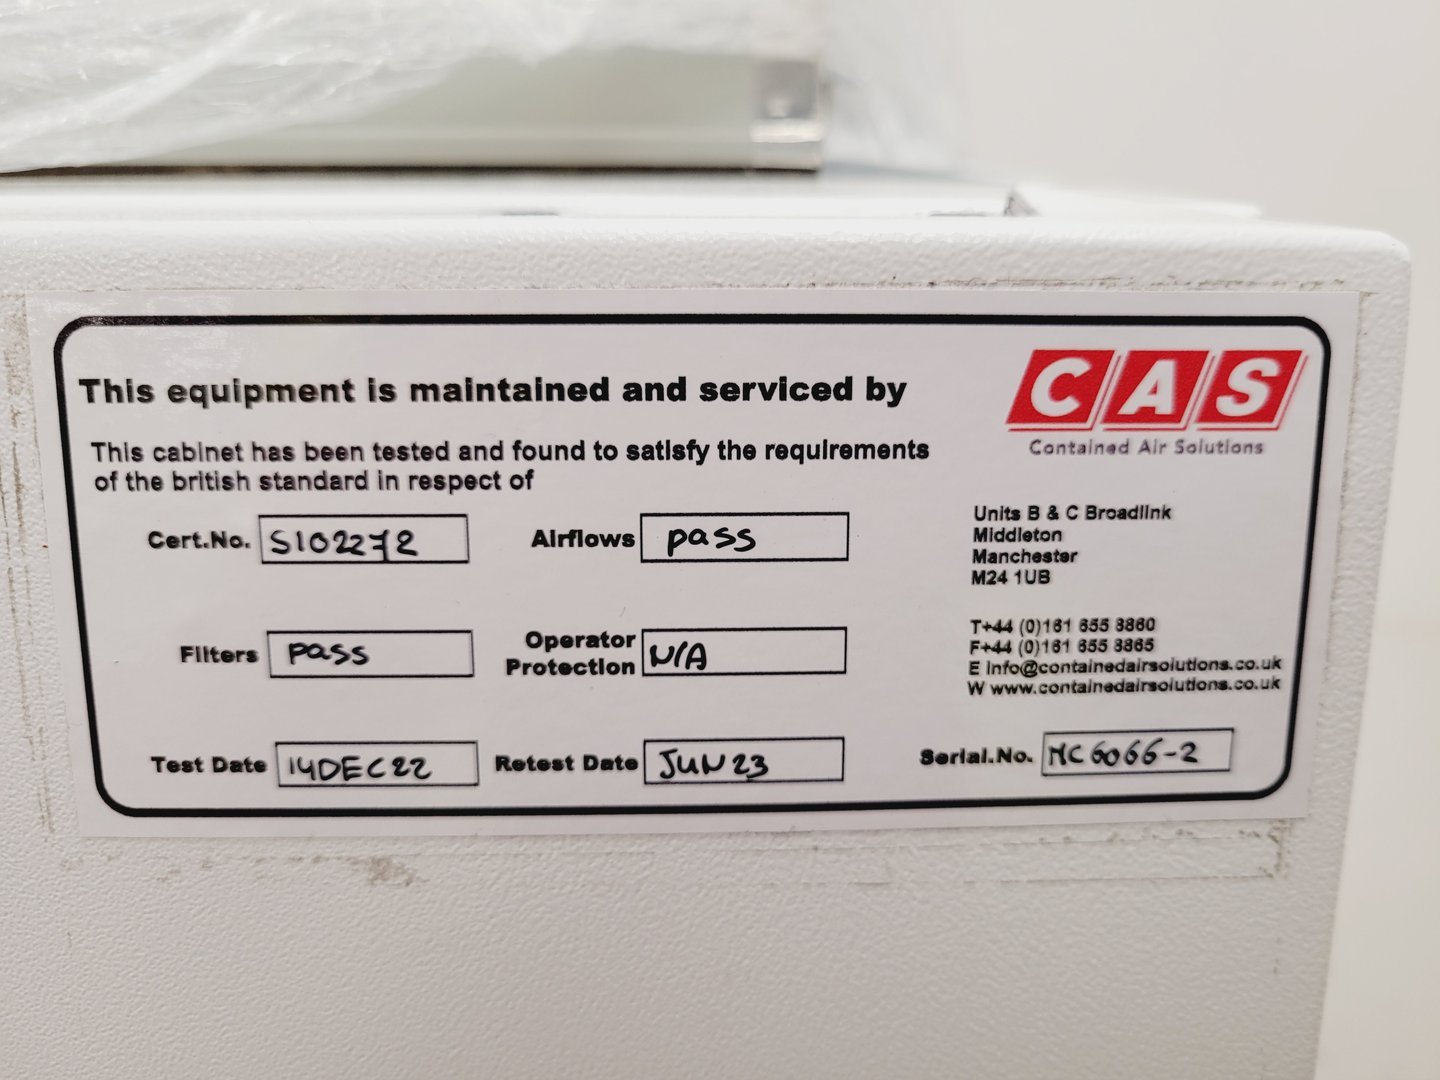 This equipment is maintained and serviced by
CAS
Contained Air Solutions
This cabinet has been tested and found to satisfy the requirements
of the british standard in respect of
Cert.No. S102272
Airflows pass
Filters pass
Operator
Protection N/A
Test Date 14DEC22
Retest Date JUN23
Units B & C Broadlink
Middleton
Manchester
M24 1UB
T+44 (0)161 655 8860
F+44 (0)161 655 8865
E info@containedairsolutions.co.uk
W www.containedairsolutions.co.uk
Serial.No. MC6066-2